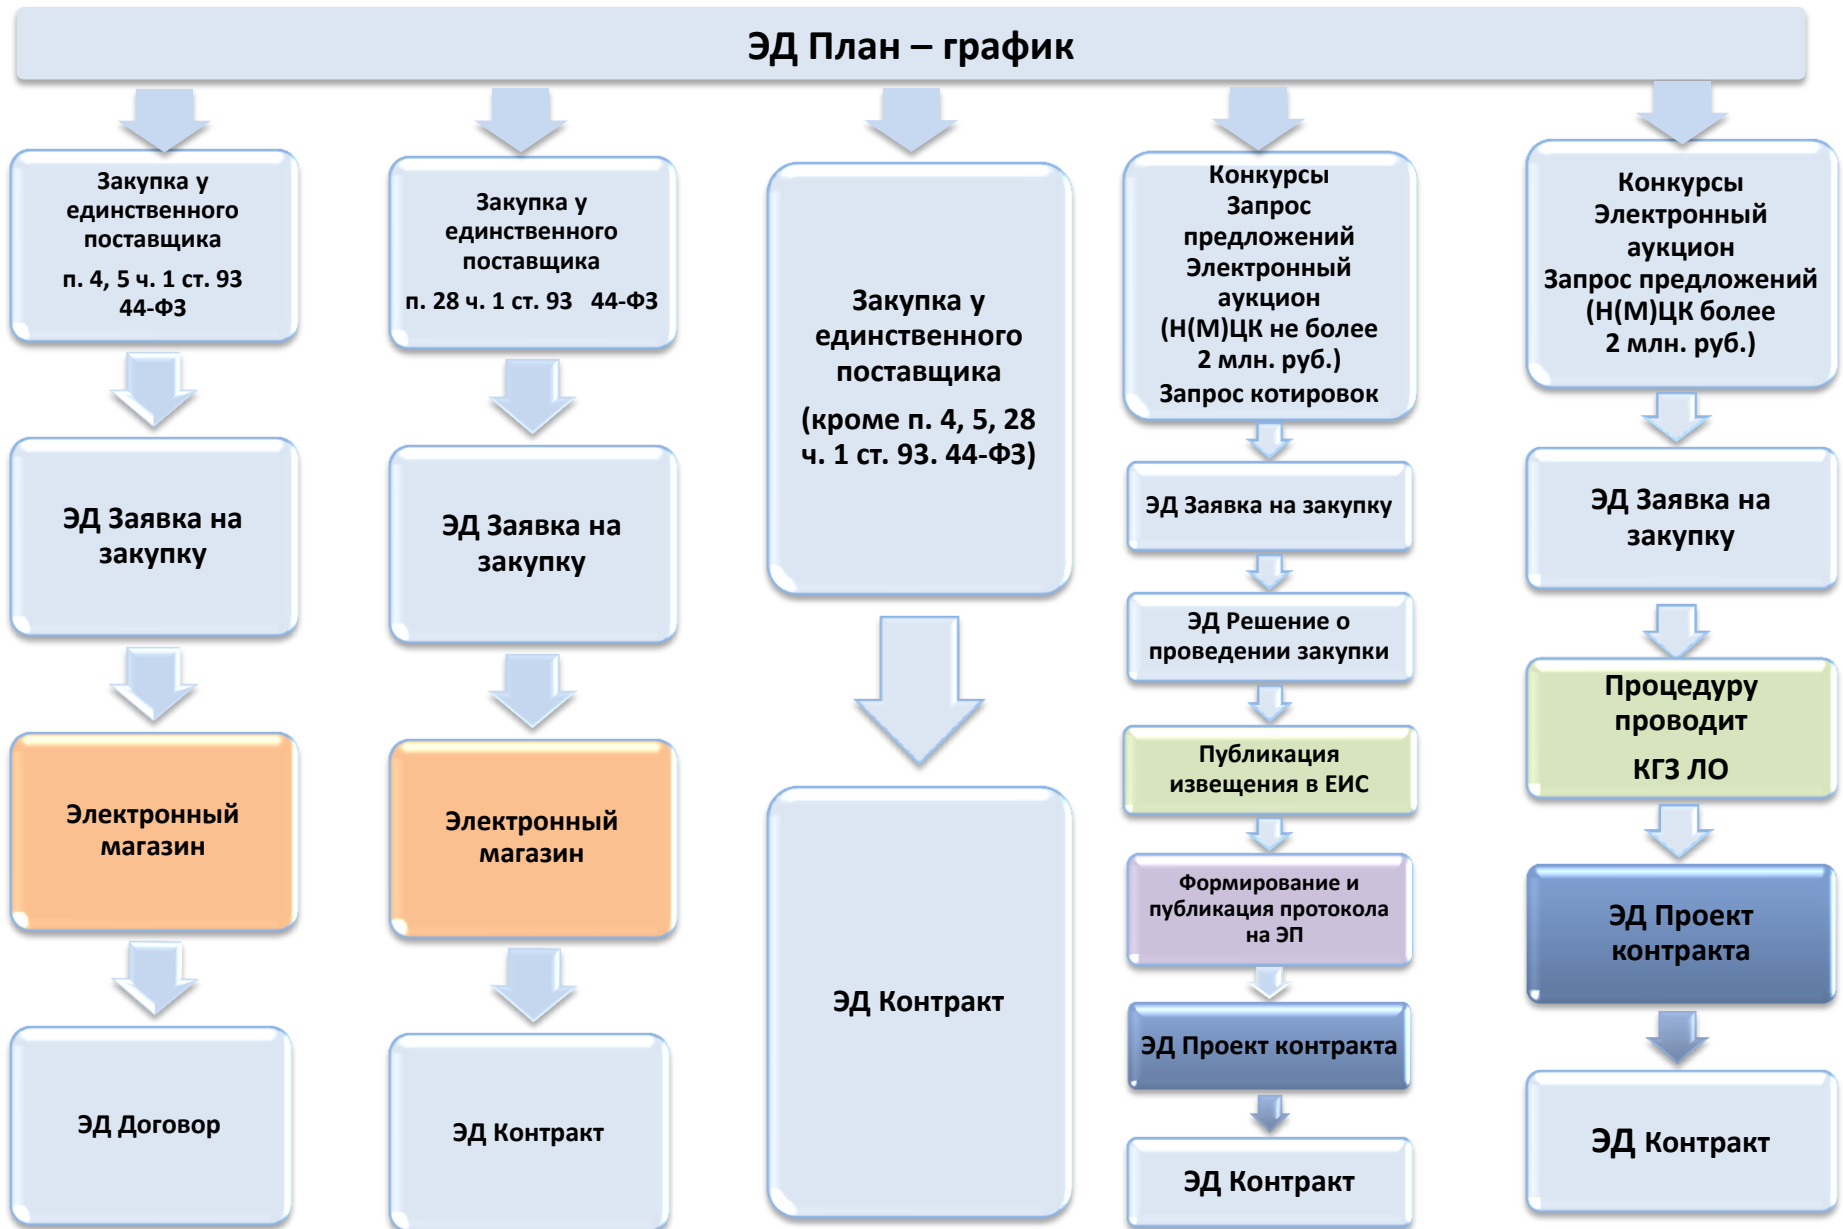 ЭД План – график
Закупка у
единственного
поставщика
п. 4, 5 ч. 1 ст. 93
44-ФЗ
ЭД Заявка на
закупку
Электронный
магазин
ЭД Договор
Закупка у
единственного
поставщика
п. 28 ч. 1 ст. 93 44-ФЗ
ЭД Заявка на
закупку
Электронный
магазин
ЭД Контракт
Закупка у
единственного
поставщика
(кроме п. 4, 5, 28
ч. 1 ст. 93. 44-ФЗ)
ЭД Контракт
Конкурсы
Запрос
предложений
Электронный
аукцион
(Н(М)ЦК не более
2 млн. руб.)
Запрос котировок
ЭД Заявка на закупку
ЭД Решение о
проведении закупки
Публикация
извещения в ЕИС
Формирование и
публикация протокола
на ЭП
ЭД Проект контракта
ЭД Контракт
Конкурсы
Электронный
аукцион
Запрос предложений
(Н(М)ЦК более
2 млн. руб.)
ЭД Заявка на
закупку
Процедуру
проводит
КГЗ ЛО
ЭД Проект
контракта
ЭД Контракт